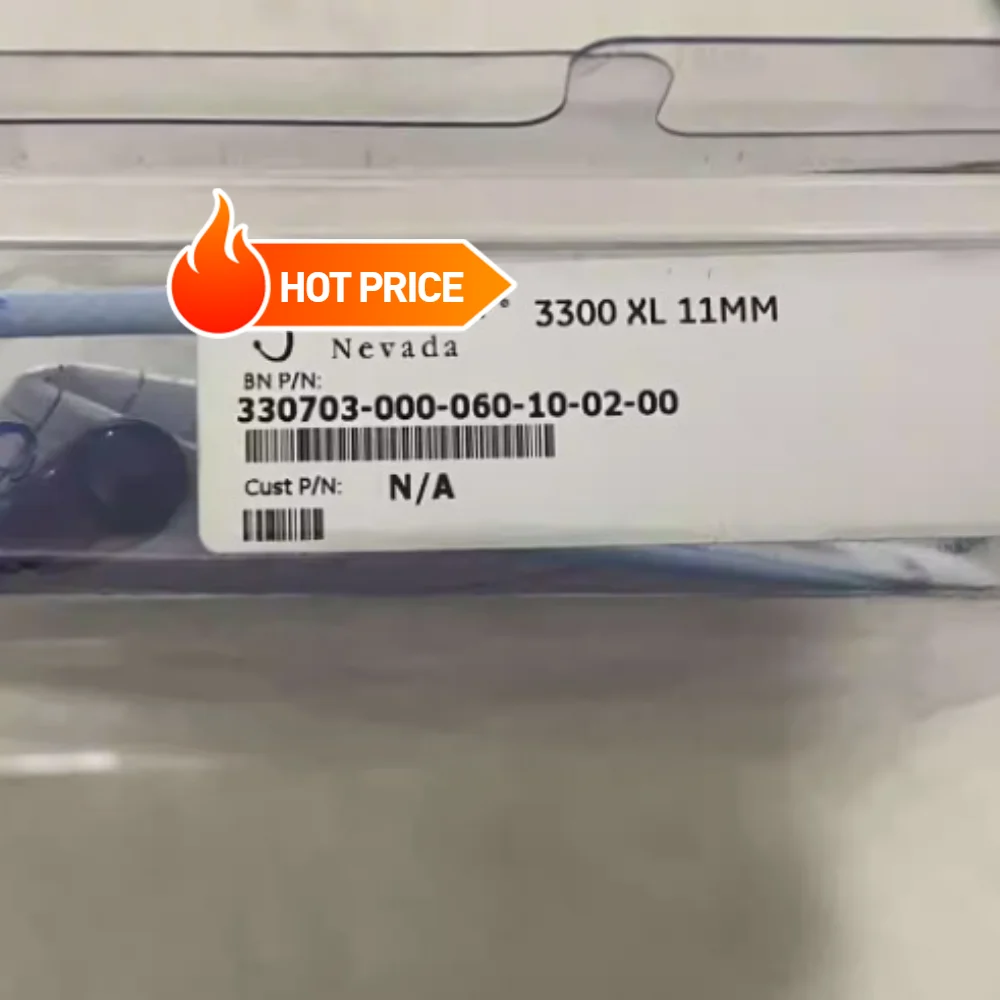 HOT PRICE
® 3300 XL 11MM
Nevada
BN P/N:
330703-000-060-10-02-00
Cust P/N: N/A